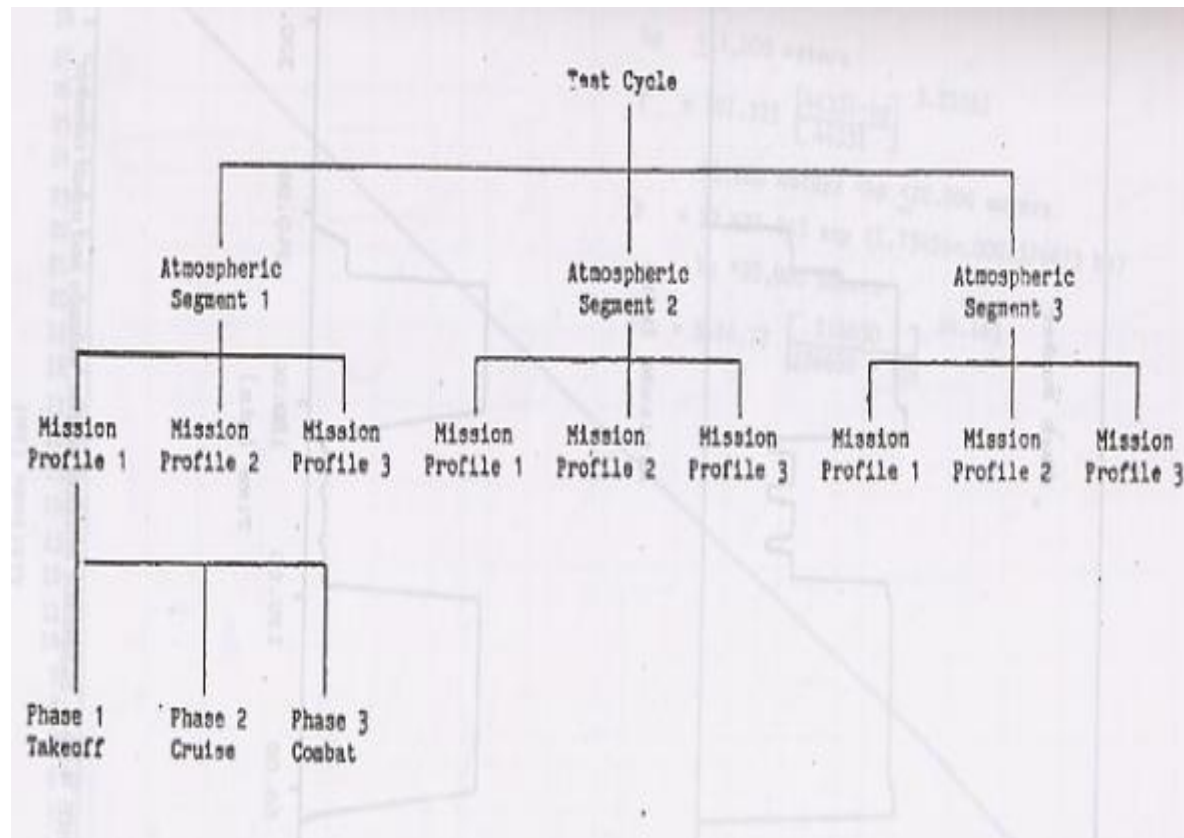 Test Cycle
Atmospheric
Segment 1
Atmospheric
Segment 2
Atmospheric
Segment 3
Mission
Profile 1
Mission
Profile 2
Mission
Profile 3
Mission
Profile 1
Mission
Profile 2
Mission
Profile 3
Mission
Profile 1
Mission
Profile 2
Mission
Profile 3
Phase 1
Takeoff
Phase 2
Cruise
Phase 3
Combat